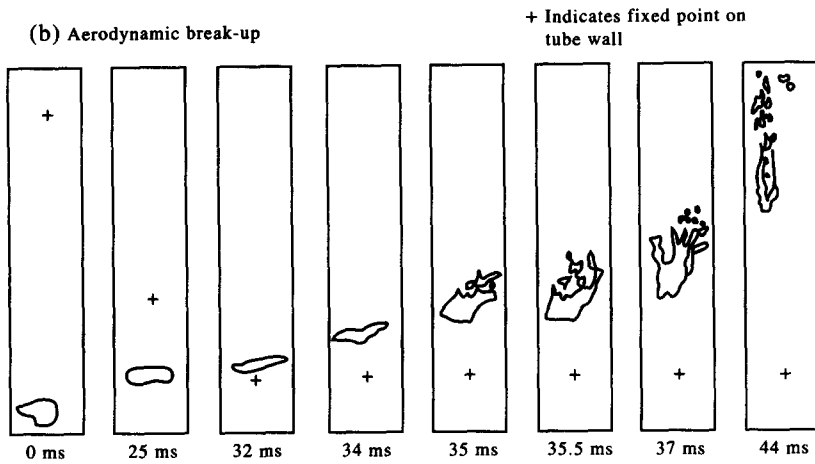 (b) Aerodynamic break-up
+ Indicates fixed point on
tube wall
0 ms
25 ms
32 ms
34 ms
35 ms
35.5 ms
37 ms
44 ms